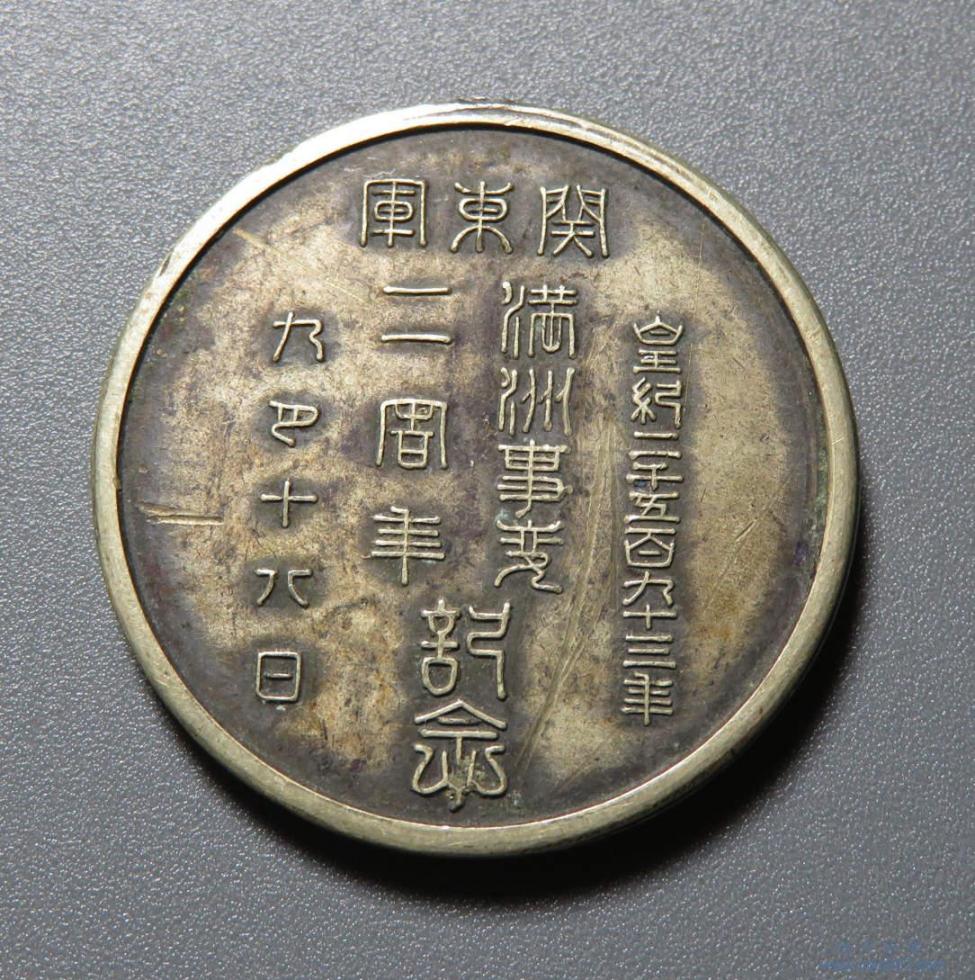 関東軍
皇紀二千五百九十三年
満洲事変
二周年
記念
九月十八日